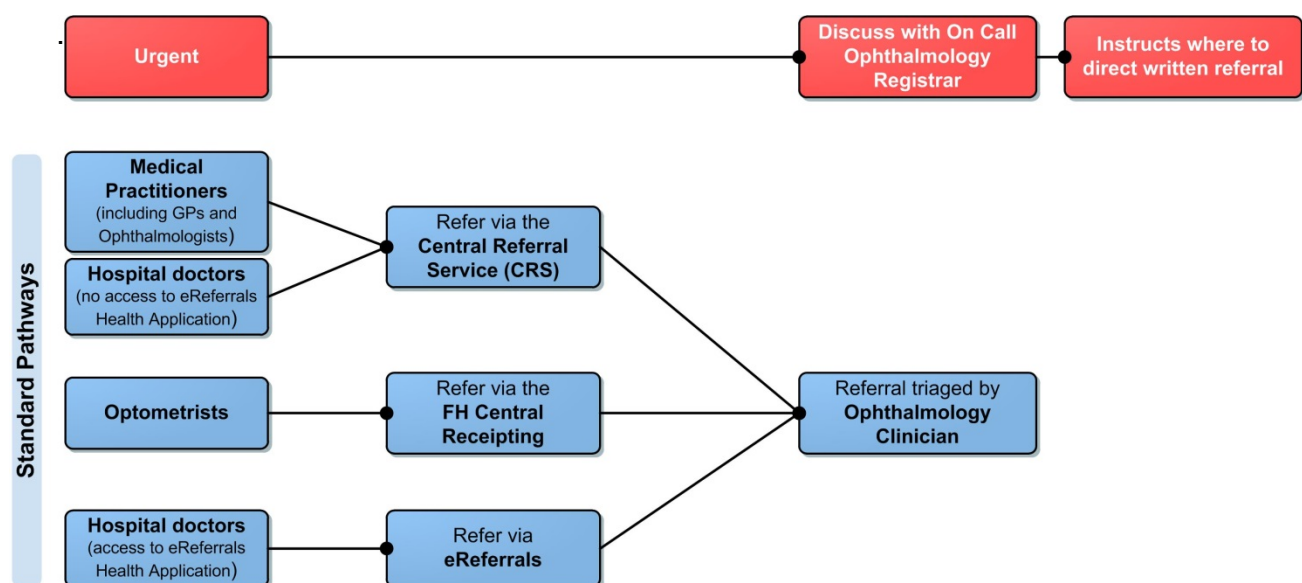 Urgent
Discuss with On Call
Ophthalmology
Registrar
Instructs where to
direct written referral
Standard Pathways
Medical
Practitioners
(including GPs and
Ophthalmologists)
Refer via the
Central Referral
Service (CRS)
Hospital doctors
(no access to eReferrals
Health Application)
Optometrists
Refer via the
FH Central
Receipting
Referral triaged by
Ophthalmology
Clinician
Hospital doctors
(access to eReferrals
Health Application)
Refer via
eReferrals